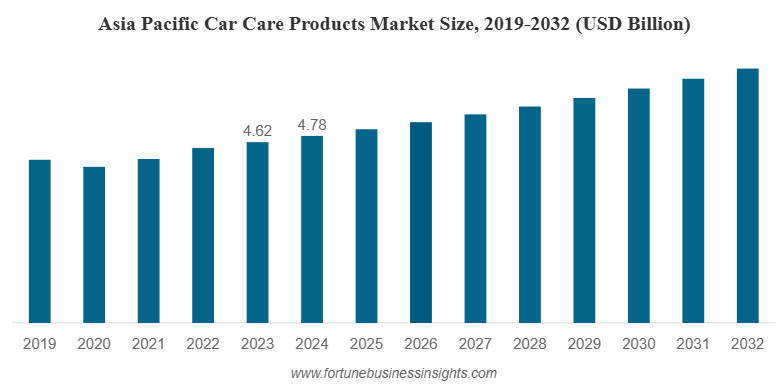 Asia Pacific Car Care Products Market Size, 2019-2032 (USD Billion)
4.62 4.78
2019 2020 2021 2022 2023 2024 2025 2026 2027 2028 2029 2030 2031 2032
www.fortunebusinessinsights.com